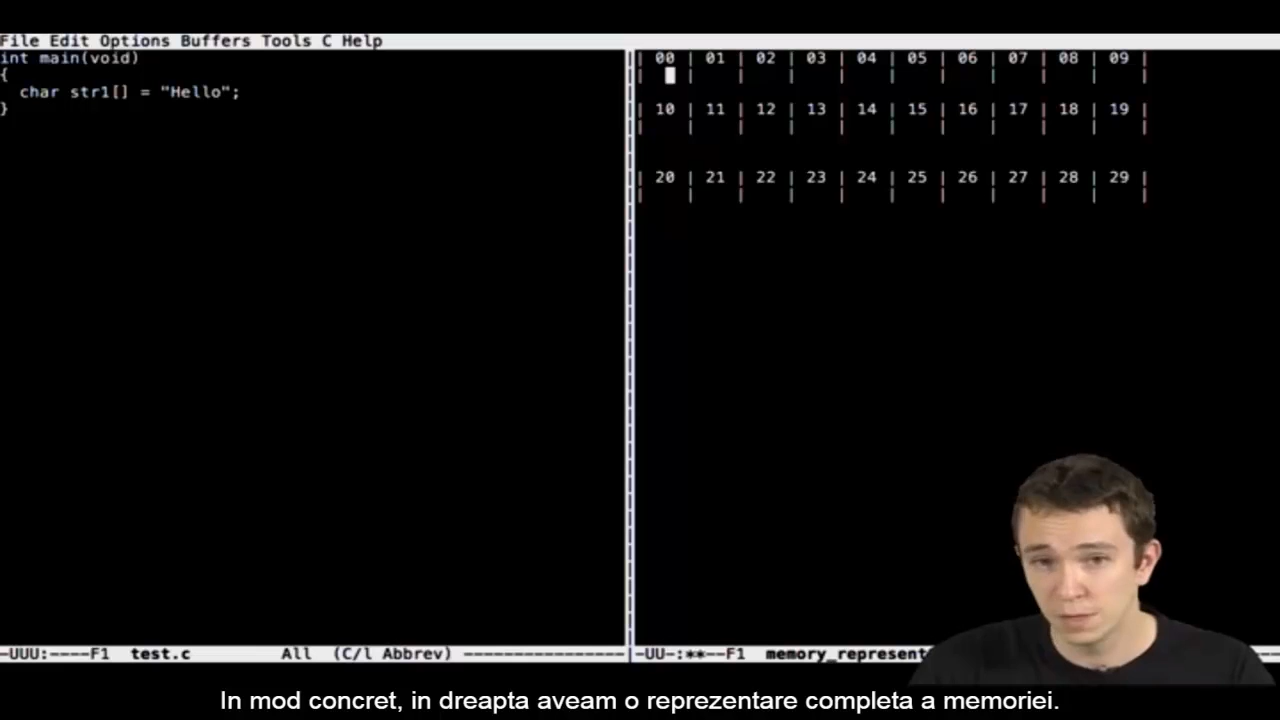 File Edit Options Buffers Tools C Help
int main(void)
{
  char str1[] = "Hello";
}
-UUU:----F1  test.c         All  (C/l Abbrev) ----------------
| 00 | 01 | 02 | 03 | 04 | 05 | 06 | 07 | 08 | 09 |
| 10 | 11 | 12 | 13 | 14 | 15 | 16 | 17 | 18 | 19 |
| 20 | 21 | 22 | 23 | 24 | 25 | 26 | 27 | 28 | 29 |
-UU-:**--F1  memory_represent
In mod concret, in dreapta aveam o reprezentare completa a memoriei.